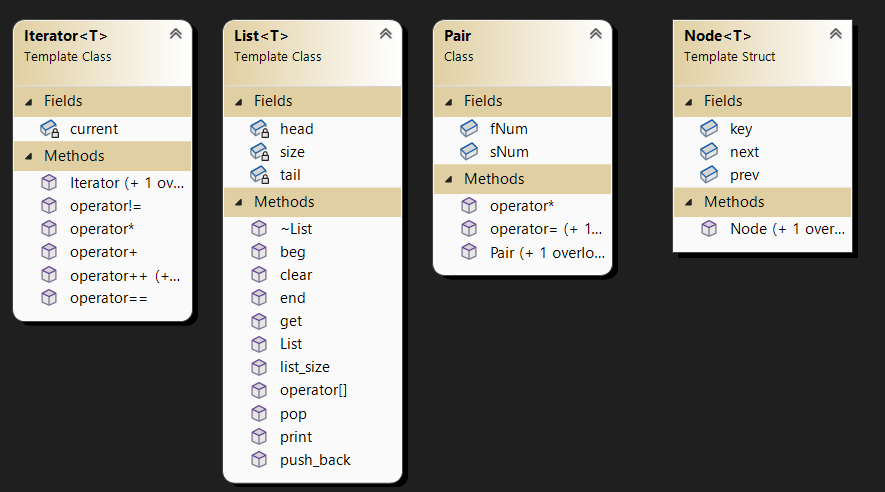 Iterator<T>
Template Class
Fields
current
Methods
Iterator (+ 1 ov...
operator!=
operator*
operator+
operator++ (+...
operator==
List<T>
Template Class
Fields
head
size
tail
Methods
~List
beg
clear
end
get
List
list_size
operator[]
pop
print
push_back
Pair
Class
Fields
fNum
sNum
Methods
operator*
operator= (+ 1...
Pair (+ 1 overlo...
Node<T>
Template Struct
Fields
key
next
prev
Methods
Node (+ 1 over...